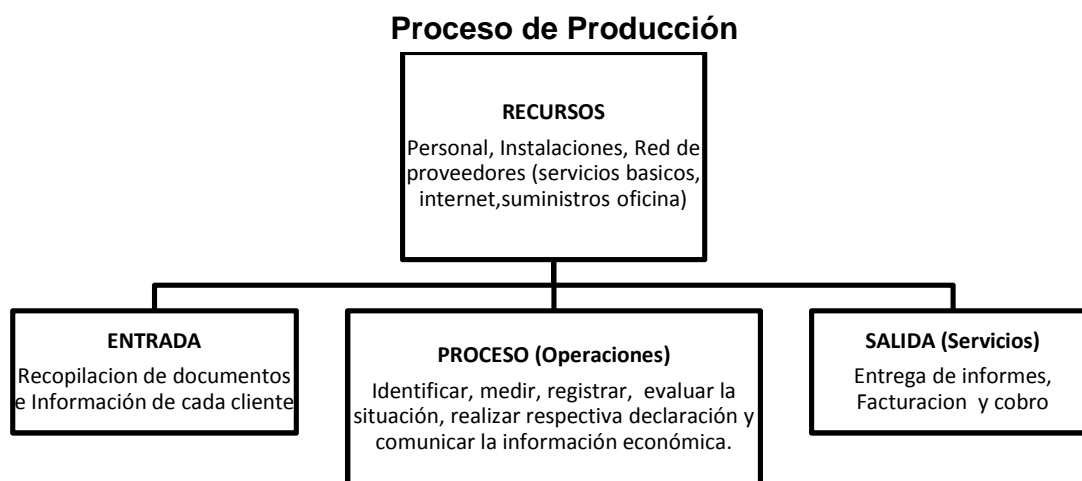 Proceso de Producción
RECURSOS
Personal, Instalaciones, Red de
proveedores (servicios basicos,
internet,suministros oficina)
ENTRADA
Recopilacion de documentos
e Información de cada cliente
PROCESO (Operaciones)
Identificar, medir, registrar, evaluar la
situación, realizar respectiva declaración y
comunicar la información económica.
SALIDA (Servicios)
Entrega de informes,
Facturacion y cobro